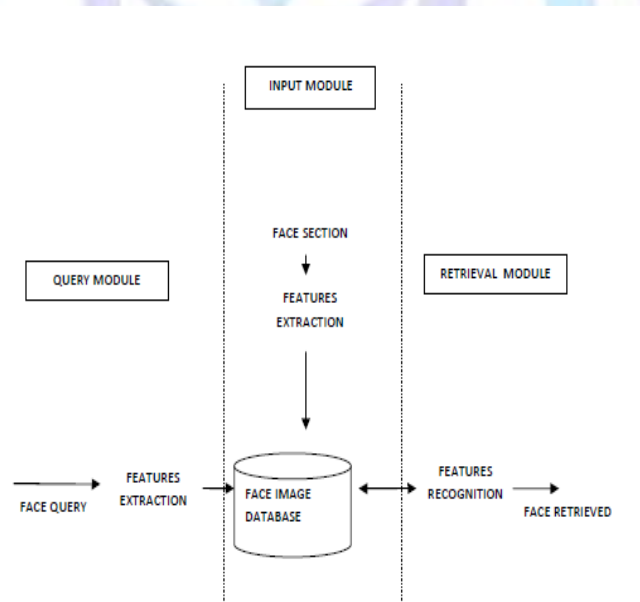 INPUT MODULE
FACE SECTION
QUERY MODULE
RETRIEVAL MODULE
FEATURES
EXTRACTION
FEATURES
EXTRACTION
FACE QUERY
FACE IMAGE
DATABASE
FEATURES
RECOGNITION
FACE RETRIEVED